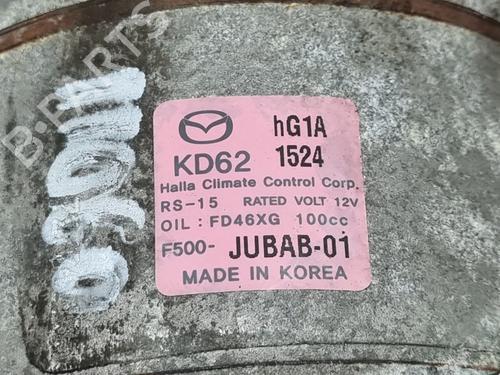 B-PARTS
hG1A
KD62 1524
Halla Climate Control Corp.
RS-15 RATED VOLT 12V
OIL : FD46XG 100cc
F500- JUBAB-01
MADE IN KOREA